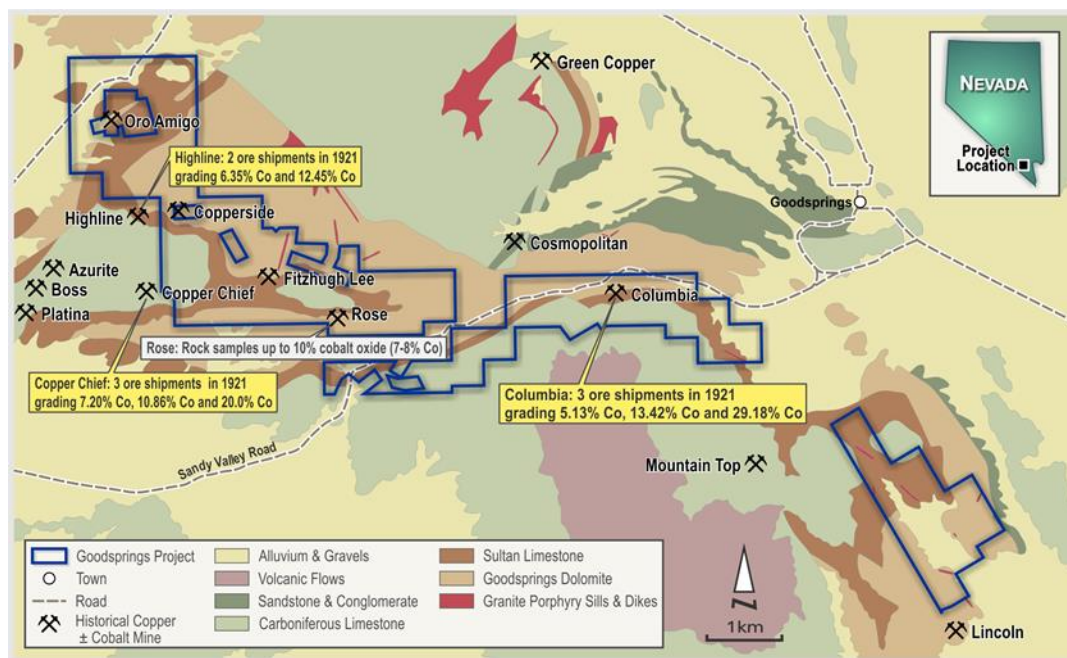 Green Copper
NEVADA
Project
Location
Oro Amigo
Highline: 2 ore shipments in 1921
grading 6.35% Co and 12.45% Co
Goodsprings
Highline
Copperside
Cosmopolitan
Azurite
Boss
Platina
Copper Chief
Fitzhugh Lee
Rose
Columbia
Rose: Rock samples up to 10% cobalt oxide (7-8% Co)
Copper Chief: 3 ore shipments in 1921
grading 7.20% Co, 10.86% Co and 20.0% Co
Columbia: 3 ore shipments in 1921
grading 5.13% Co, 13.42% Co and 29.18% Co
Sandy Valley Road
Mountain Top
Goodsprings Project
Town
Road
Historical Copper
± Cobalt Mine
Alluvium & Gravels
Volcanic Flows
Sandstone & Conglomerate
Carboniferous Limestone
Sultan Limestone
Goodsprings Dolomite
Granite Porphyry Sills & Dikes
N
1km
Lincoln